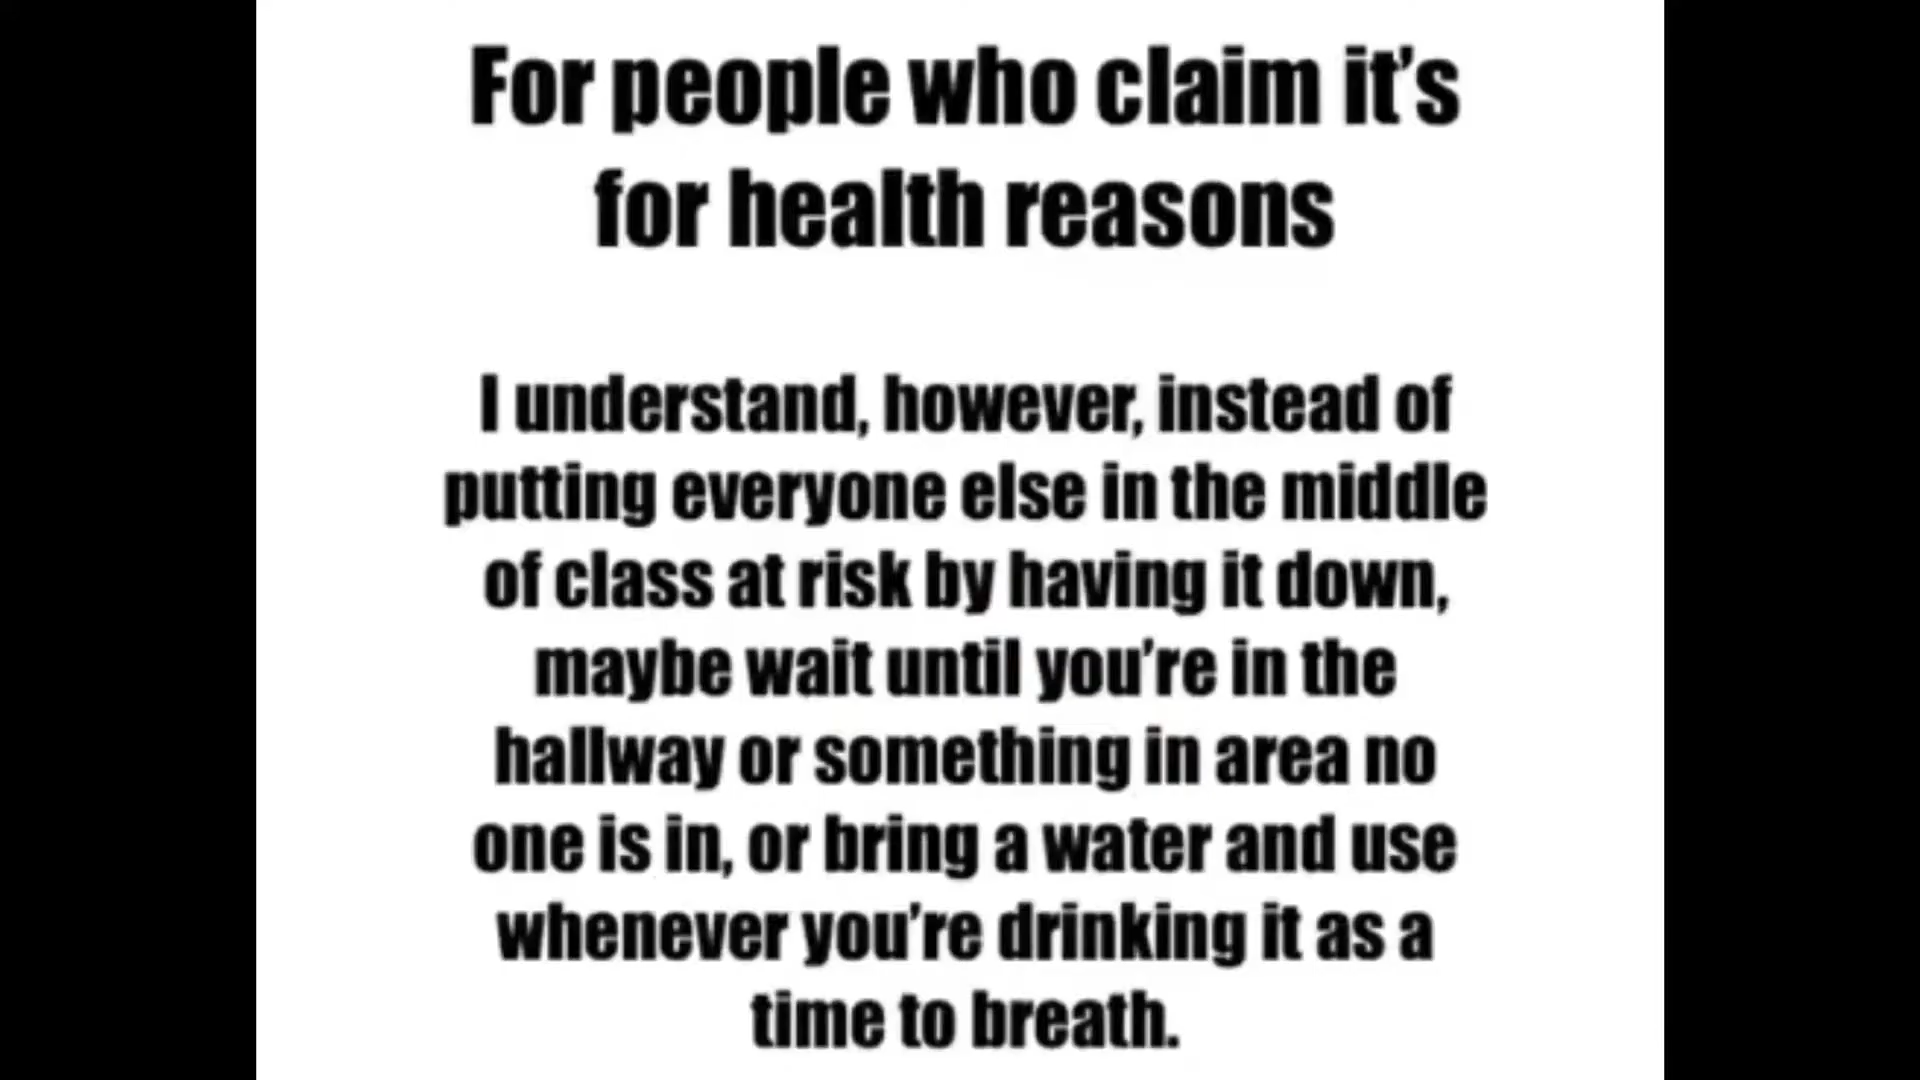 For people who claim it’s
for health reasons
I understand, however, instead of
putting everyone else in the middle
of class at risk by having it down,
maybe wait until you’re in the
hallway or something in area no
one is in, or bring a water and use
whenever you’re drinking it as a
time to breath.